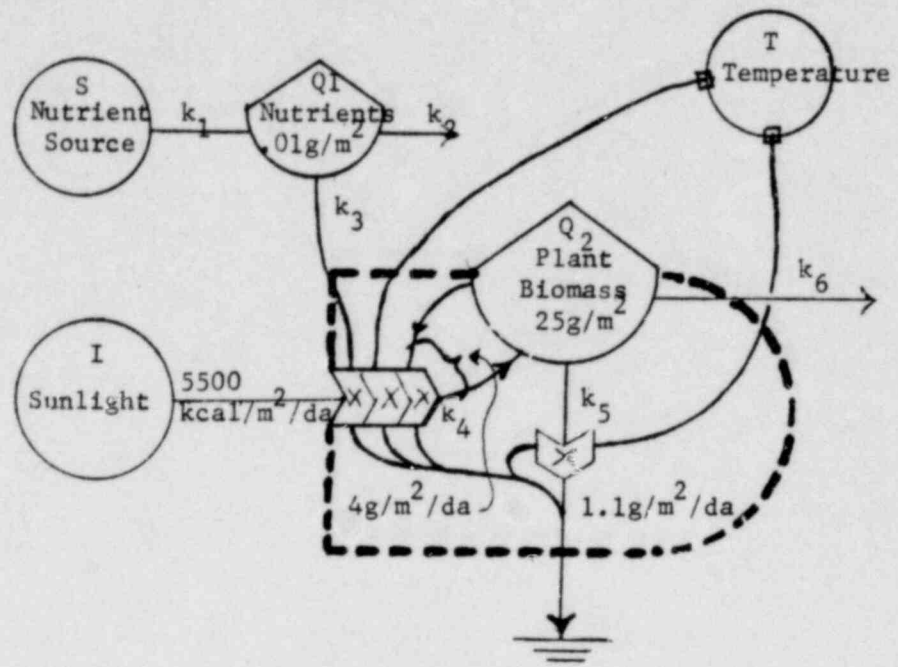 S
Nutrient
Source
k₁
Q1
Nutrients
.01g/m²
k₂
k₃
T
Temperature
Q₂
Plant
Biomass
25g/m²
k₆
I
Sunlight
5500
kcal/m²/da
X X X
k₄
k₅
X
4g/m²/da
1.1g/m²/da